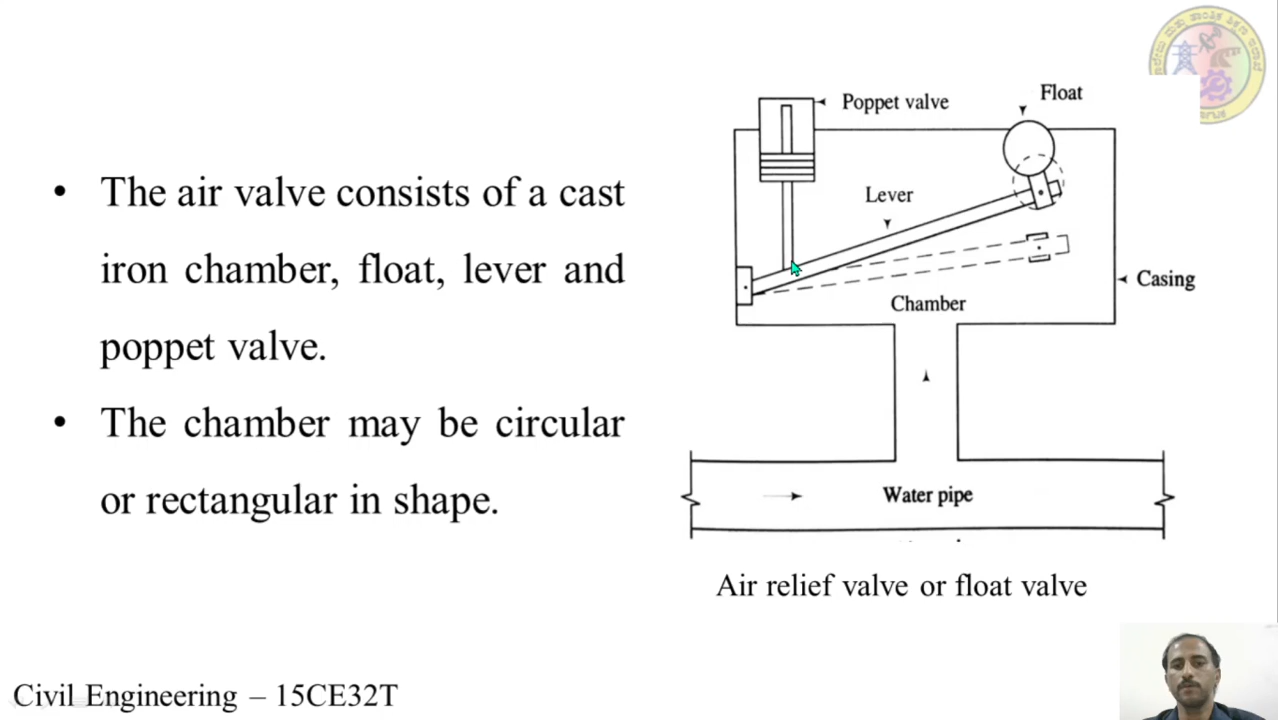 • The air valve consists of a cast
iron chamber, float, lever and
poppet valve.
• The chamber may be circular
or rectangular in shape.
Poppet valve
Float
Lever
Casing
Chamber
Water pipe
Air relief valve or float valve
Civil Engineering – 15CE32T